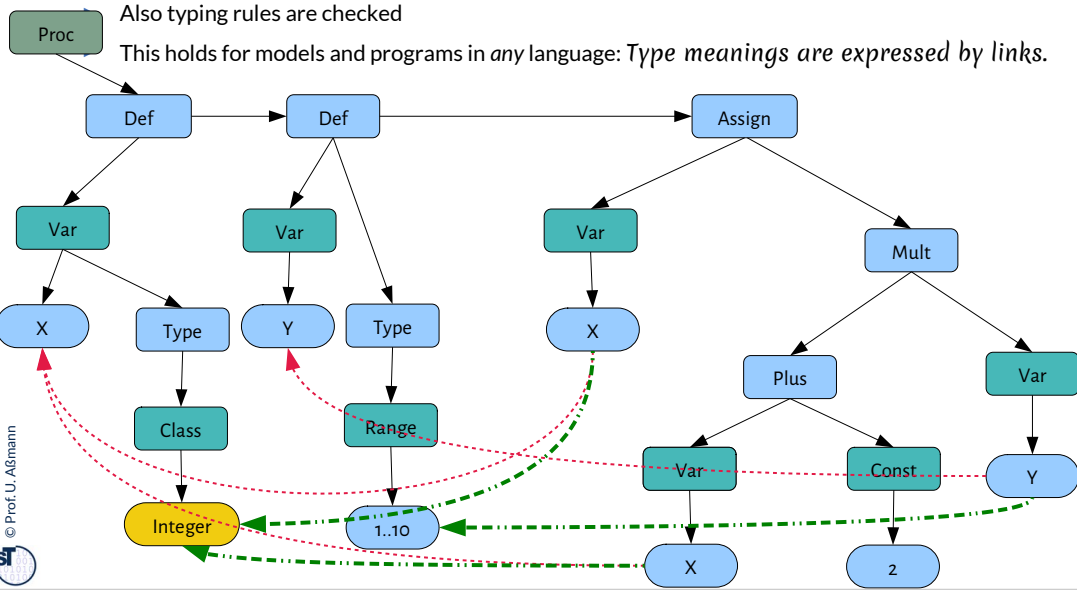 Also typing rules are checked
Proc
This holds for models and programs in any language: Type meanings are expressed by links.
Def
Def
Assign
Var
Var
Var
Mult
X
Type
Y
Type
X
Plus
Var
Class
Range
Var
Const
Y
Integer
1..10
X
2
© Prof. U. Aßmann
ST